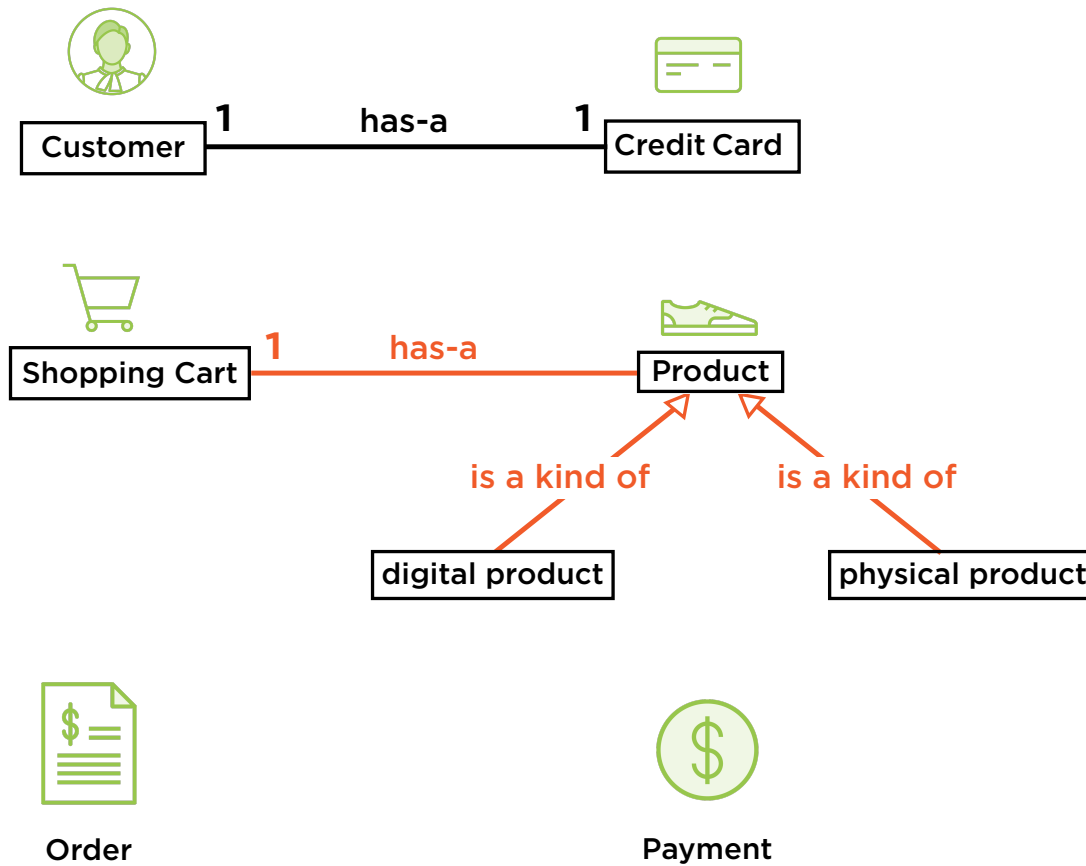 1 has-a 1
Customer Credit Card
1 has-a
Shopping Cart Product
is a kind of is a kind of
digital product physical product
$ $
Order Payment